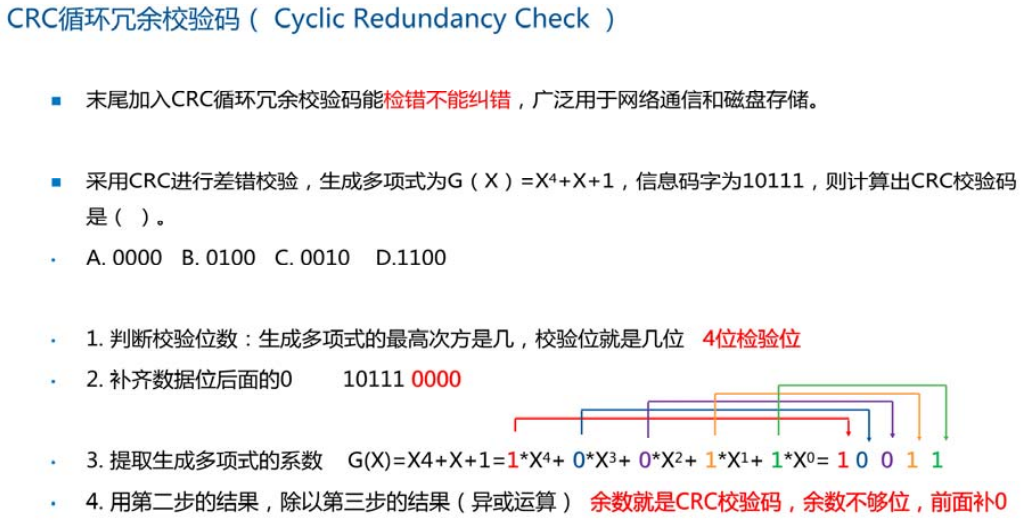 CRC循环冗余校验码（ Cyclic Redundancy Check ）
末尾加入CRC循环冗余校验码能检错不能纠错，广泛用于网络通信和磁盘存储。
采用CRC进行差错校验，生成多项式为G（X）=X⁴+X+1，信息码字为10111，则计算出CRC校验码
是（ ）。
A. 0000 B. 0100 C. 0010 D.1100
1. 判断校验位数：生成多项式的最高次方是几，校验位就是几位 4位检验位
2. 补齐数据位后面的0 10111 0000
3. 提取生成多项式的系数 G(X)=X4+X+1=1*X⁴+ 0*X³+ 0*X²+ 1*X¹+ 1*X⁰= 1 0 0 1 1
4. 用第二步的结果，除以第三步的结果（异或运算） 余数就是CRC校验码，余数不够位，前面补0